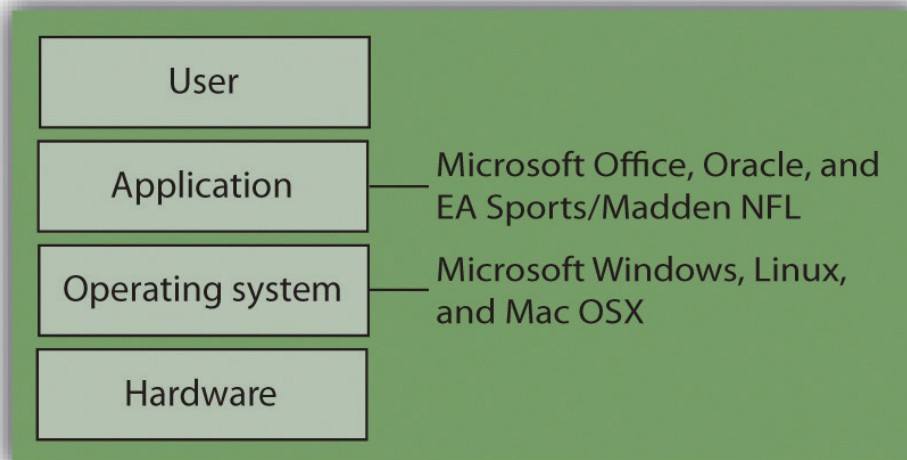 User
Application
Microsoft Office, Oracle, and
EA Sports/Madden NFL
Operating system
Microsoft Windows, Linux,
and Mac OSX
Hardware